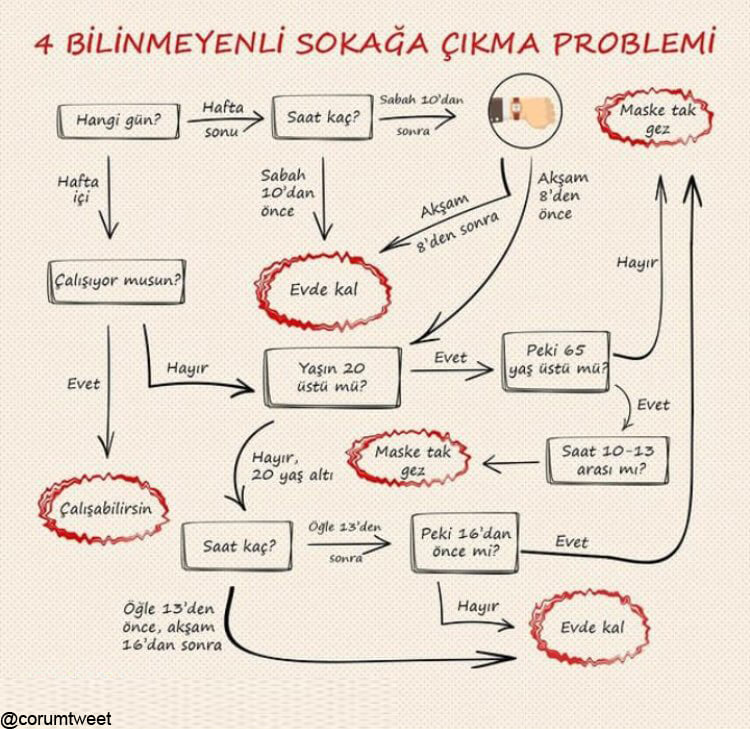 4 BİLİNMEYENLİ SOKAĞA ÇIKMA PROBLEMİ
Hangi gün?
Hafta
sonu
Saat kaç?
Sabah 10'dan
sonra
Maske tak
gez
Hafta
içi
Sabah
10'dan
önce
Akşam
8'den sonra
Akşam
8'den
önce
Çalışıyor musun?
Evde kal
Hayır
Evet
Hayır
Yaşın 20
üstü mü?
Evet
Peki 65
yaş üstü mü?
Evet
Hayır,
20 yaş altı
Maske tak
gez
Saat 10-13
arası mı?
Çalışabilirsin
Saat kaç?
Öğle 13'den
sonra
Peki 16'dan
önce mi?
Evet
Öğle 13'den
önce, akşam
16'dan sonra
Hayır
Evde kal
@corumtweet